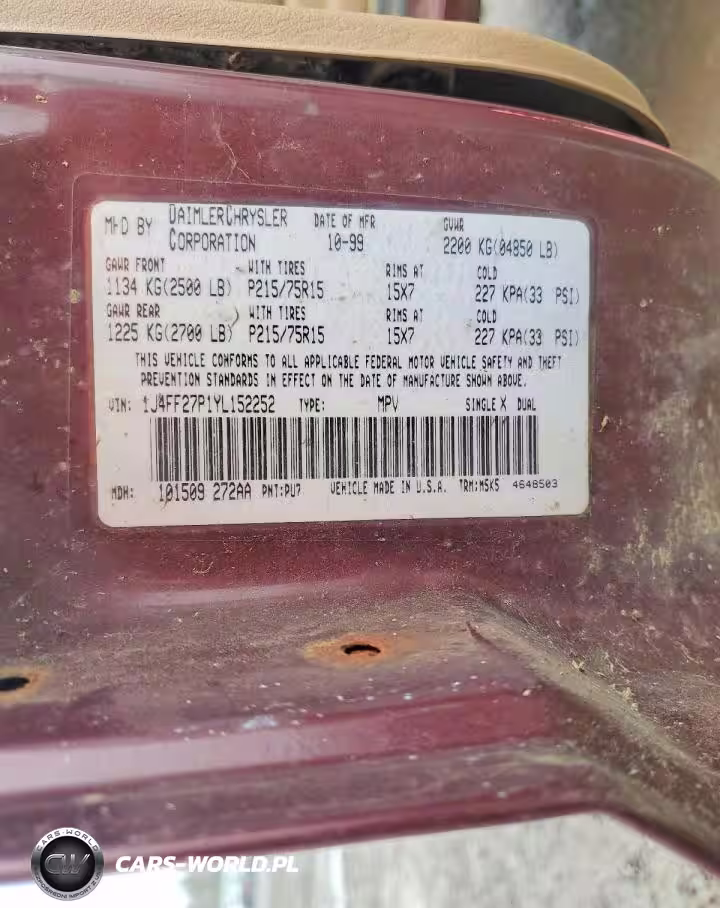 MFD BY DAIMLERCHRYSLER CORPORATION DATE OF MFR 10-99 GVWR 2200 KG(04850 LB)
GAWR FRONT WITH TIRES RIMS AT COLD
1134 KG(2500 LB) P215/75R15 15X7 227 KPA(33 PSI)
GAWR REAR WITH TIRES RIMS AT COLD
1225 KG(2700 LB) P215/75R15 15X7 227 KPA(33 PSI)
THIS VEHICLE CONFORMS TO ALL APPLICABLE FEDERAL MOTOR VEHICLE SAFETY AND THEFT
PREVENTION STANDARDS IN EFFECT ON THE DATE OF MANUFACTURE SHOWN ABOVE.
VIN: 1J4FF27P1YL152252 TYPE: MPV SINGLE X DUAL
MDH: 101509 272AA PNT:PU7 VEHICLE MADE IN U.S.A. TRM:MSK5 4648503
CARS-WORLD
CW
CARS-WORLD.PL